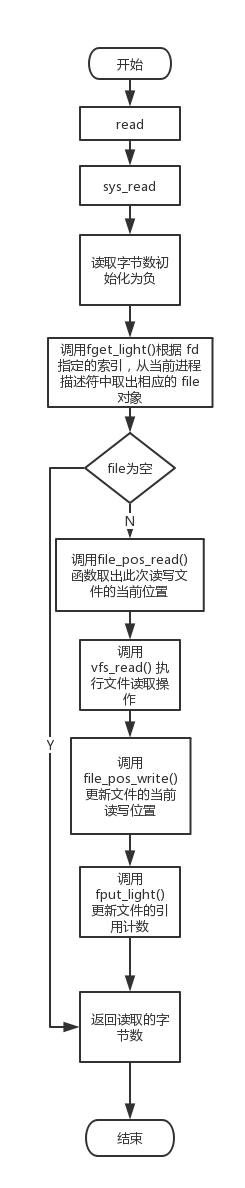 开始
read
sys_read
读取字节数初
始化为负
调用fget_light()根据 fd
指定的索引，从当前进程
描述符中取出相应的 file
对象
file为空
N
调用file_pos_read()
函数取出此次读写文
件的当前位置
调用
vfs_read() 执
行文件读取操
作
Y
调用
file_pos_write()
更新文件的当前
读写位置
调用
fput_light()
更新文件的引
用计数
返回读取的字
节数
结束